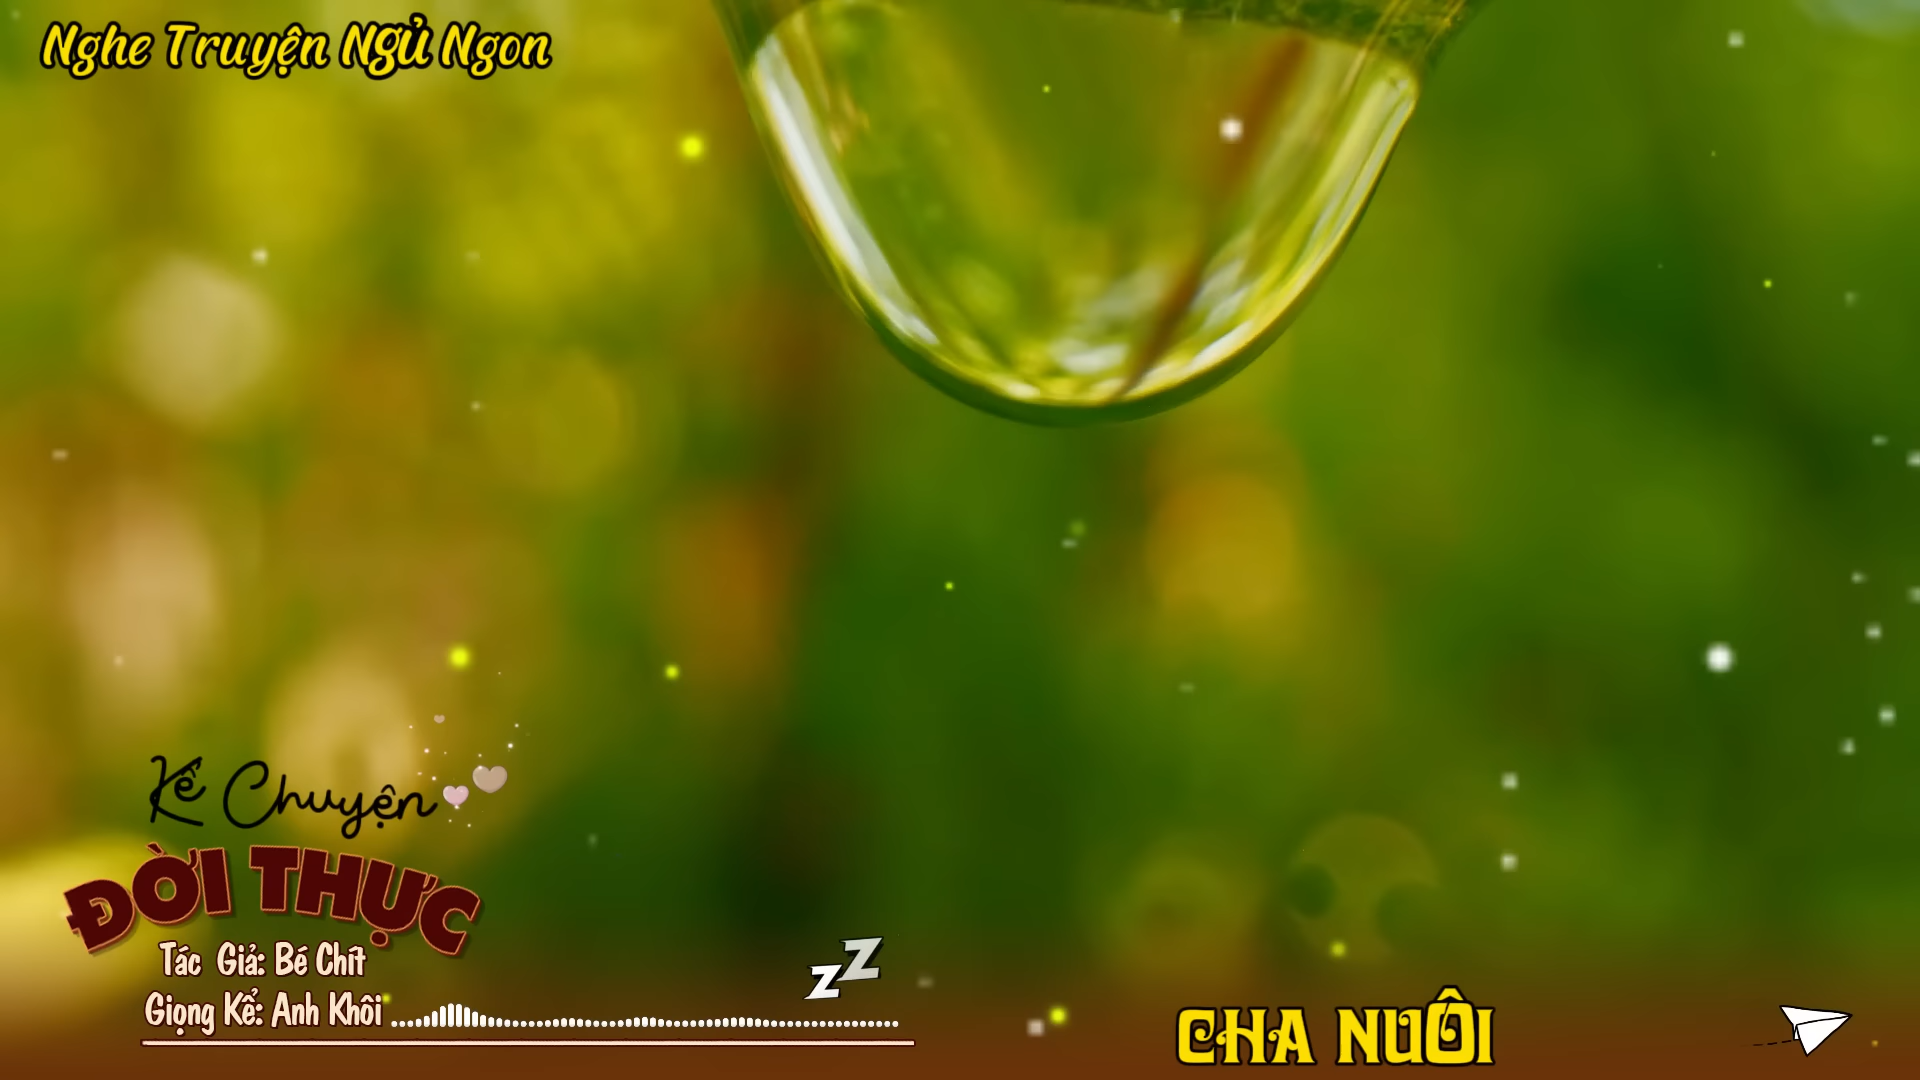 Nghe Truyện Ngủ Ngon
Kể Chuyện
ĐỜI THỰC
Tác Giả: Bé Chít
Giọng Kể: Anh Khôi
zZ
CHA NUÔI